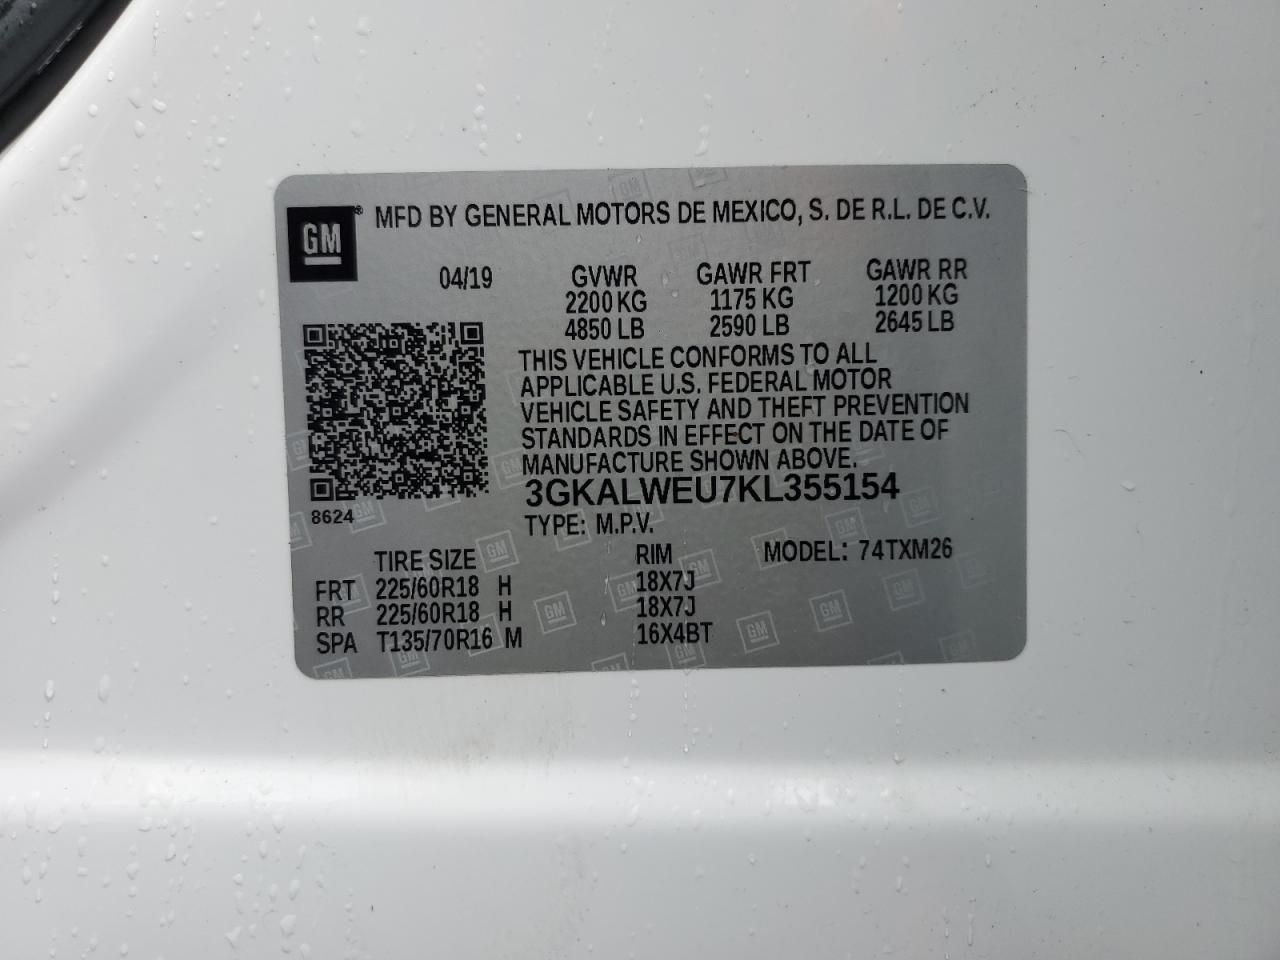 GM ® MFD BY GENERAL MOTORS DE MEXICO, S. DE R.L. DE C.V.
04/19 GVWR GAWR FRT GAWR RR
2200 KG 1175 KG 1200 KG
4850 LB 2590 LB 2645 LB
THIS VEHICLE CONFORMS TO ALL
APPLICABLE U.S. FEDERAL MOTOR
VEHICLE SAFETY AND THEFT PREVENTION
STANDARDS IN EFFECT ON THE DATE OF
MANUFACTURE SHOWN ABOVE.
3GKALWEU7KL355154
8624
TYPE: M.P.V.
TIRE SIZE RIM MODEL: 74TXM26
FRT 225/60R18 H 18X7J
RR 225/60R18 H 18X7J
SPA T135/70R16 M 16X4BT